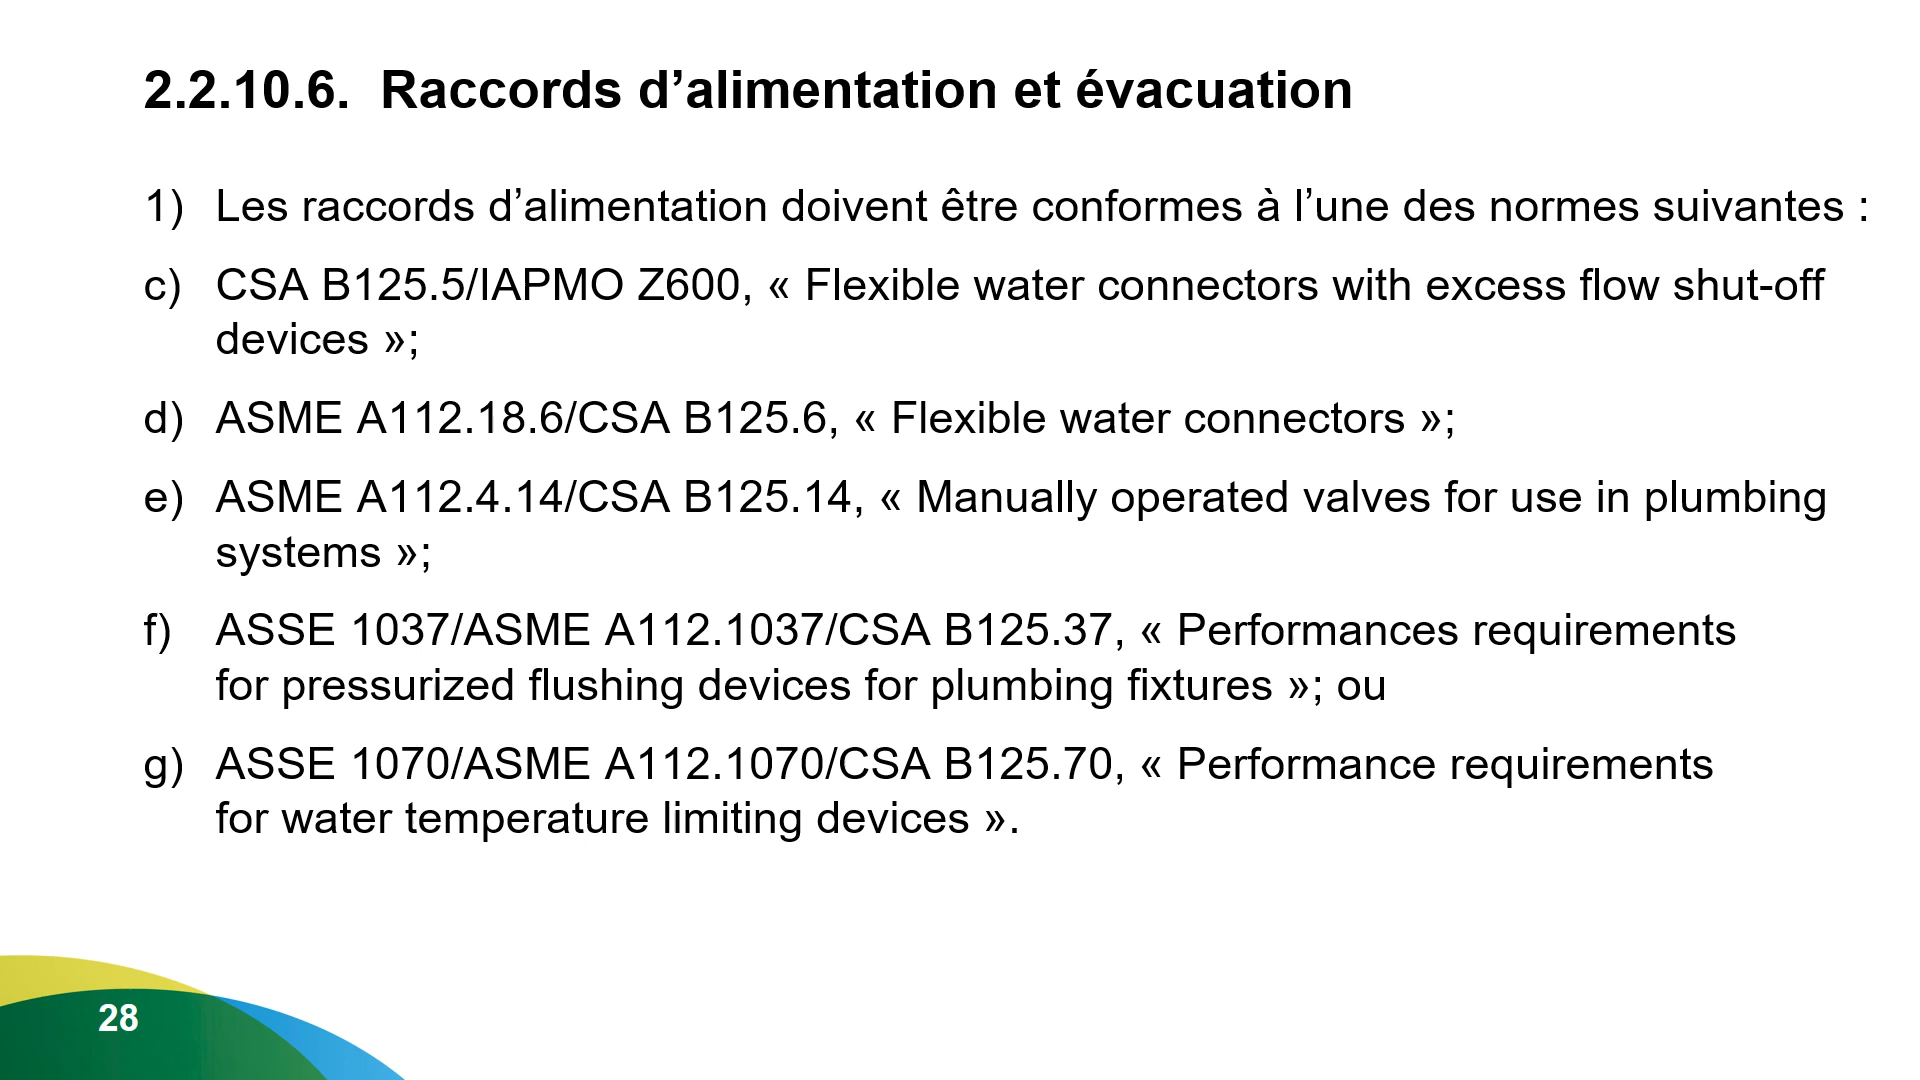 2.2.10.6. Raccords d’alimentation et évacuation
1) Les raccords d’alimentation doivent être conformes à l’une des normes suivantes :
c) CSA B125.5/IAPMO Z600, « Flexible water connectors with excess flow shut-off
devices »;
d) ASME A112.18.6/CSA B125.6, « Flexible water connectors »;
e) ASME A112.4.14/CSA B125.14, « Manually operated valves for use in plumbing
systems »;
f) ASSE 1037/ASME A112.1037/CSA B125.37, « Performances requirements
for pressurized flushing devices for plumbing fixtures »; ou
g) ASSE 1070/ASME A112.1070/CSA B125.70, « Performance requirements
for water temperature limiting devices ».
28